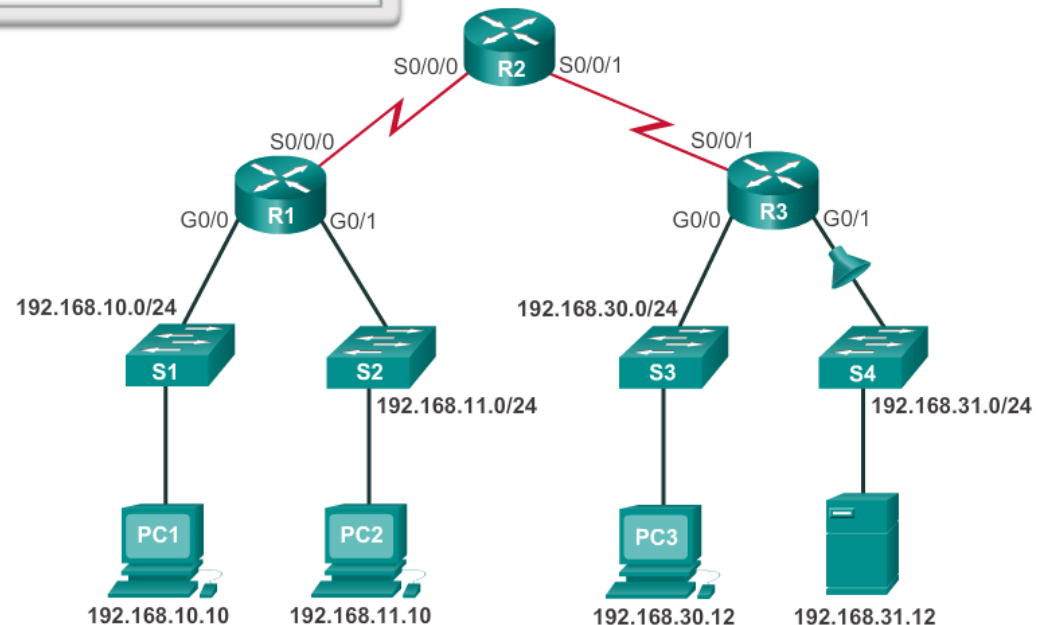 R2
S0/0/0
S0/0/1
S0/0/0
S0/0/1
R1
R3
G0/0
G0/1
G0/0
G0/1
192.168.10.0/24
192.168.30.0/24
S1
S2
S3
S4
192.168.11.0/24
192.168.31.0/24
PC1
PC2
PC3
192.168.10.10
192.168.11.10
192.168.30.12
192.168.31.12